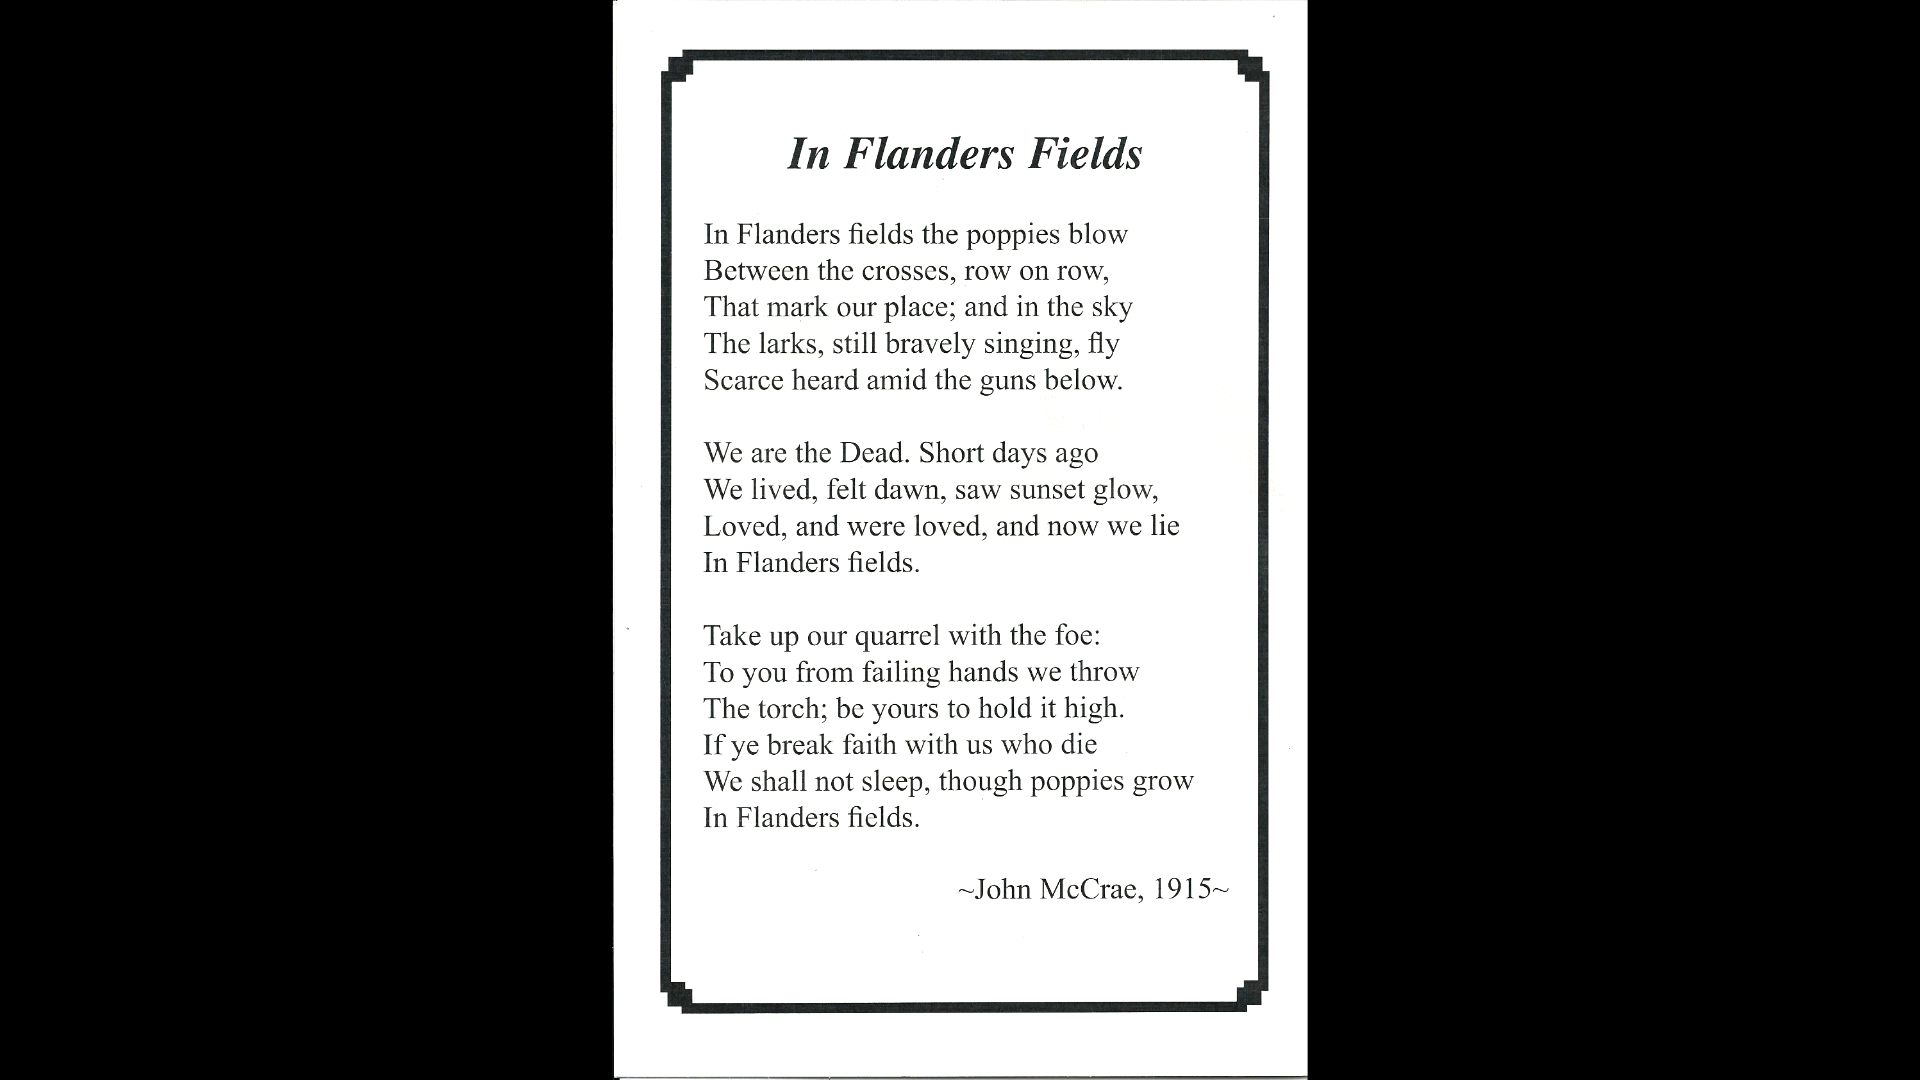 In Flanders Fields
In Flanders fields the poppies blow
Between the crosses, row on row,
That mark our place; and in the sky
The larks, still bravely singing, fly
Scarce heard amid the guns below.
We are the Dead. Short days ago
We lived, felt dawn, saw sunset glow,
Loved, and were loved, and now we lie
In Flanders fields.
Take up our quarrel with the foe:
To you from failing hands we throw
The torch; be yours to hold it high.
If ye break faith with us who die
We shall not sleep, though poppies grow
In Flanders fields.
~John McCrae, 1915~